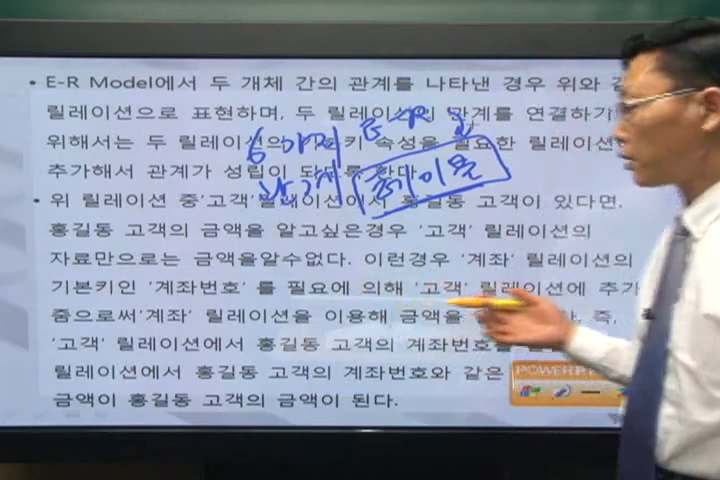 • E-R Model에서 두 개체 간의 관계를 나타낸 경우 위와
릴레이션으로 표현하며, 두 릴레이션의 관계를 연결하기
위해서는 두 릴레이션의 키 속성을 필요한 릴레이션
추가해서 관계가 성립이 되도록 한다.
• 위 릴레이션 중 '고객' 릴레이션에서 홍길동 고객이 있다면.
홍길동 고객의 금액을 알고싶은경우 '고객' 릴레이션의
자료만으로는 금액을알수없다. 이런경우 '계좌' 릴레이션의
기본키인 '계좌번호' 를 필요에 의해 '고객' 릴레이션에 추가
줌으로써'계좌' 릴레이션을 이용해 금액을 즉,
'고객' 릴레이션에서 홍길동 고객의 계좌번호를
릴레이션에서 홍길동 고객의 계좌번호와 같은
금액이 홍길동 고객의 금액이 된다.